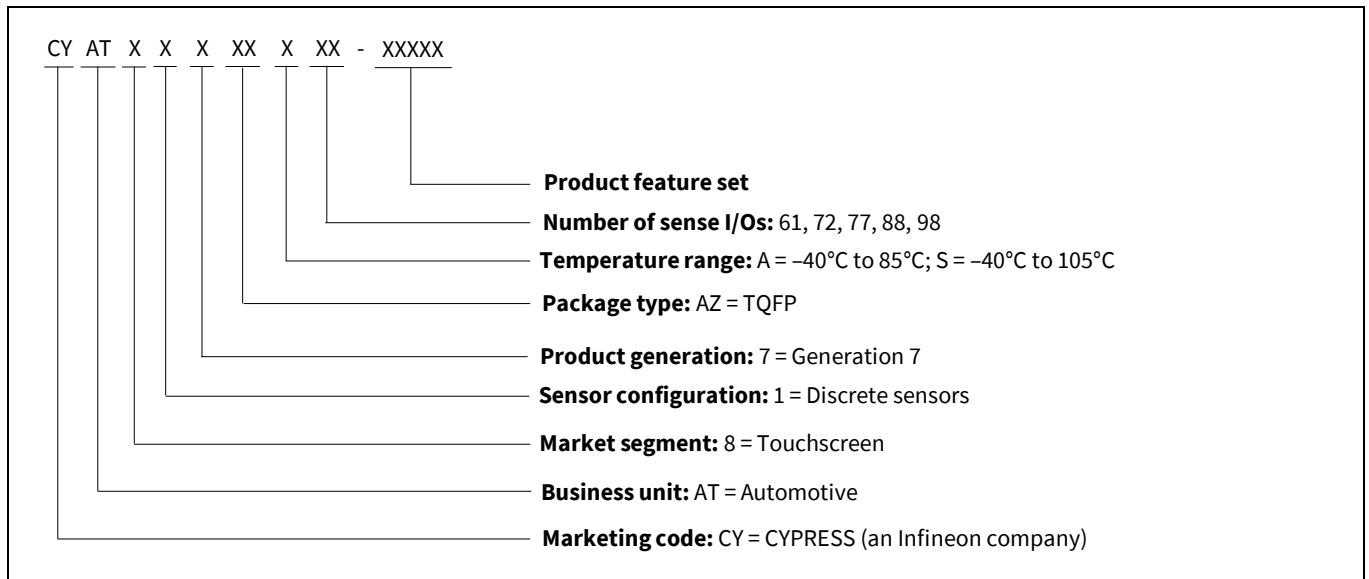 CY AT X X X XX X XX - XXXXX
Product feature set
Number of sense I/Os: 61, 72, 77, 88, 98
Temperature range: A = –40°C to 85°C; S = –40°C to 105°C
Package type: AZ = TQFP
Product generation: 7 = Generation 7
Sensor configuration: 1 = Discrete sensors
Market segment: 8 = Touchscreen
Business unit: AT = Automotive
Marketing code: CY = CYPRESS (an Infineon company)